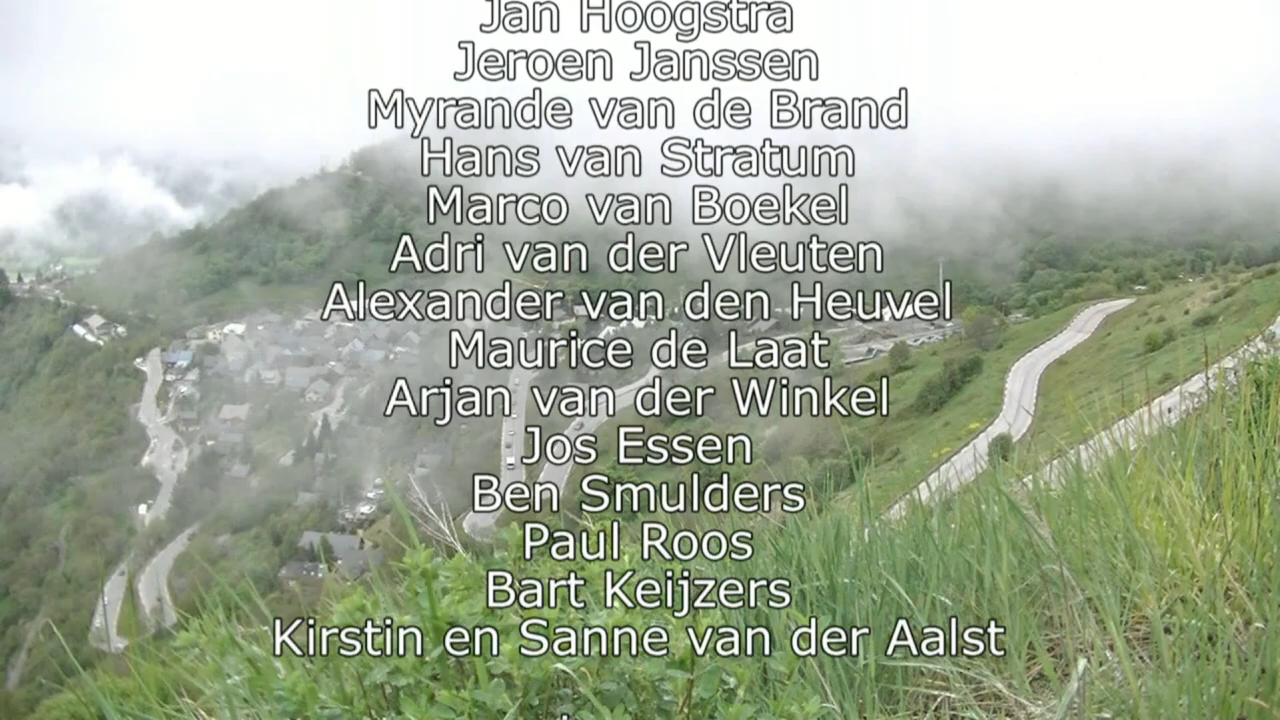 Jan Hoogstra
Jeroen Janssen
Myrande van de Brand
Hans van Stratum
Marco van Boekel
Adri van der Vleuten
Alexander van den Heuvel
Maurice de Laat
Arjan van der Winkel
Jos Essen
Ben Smulders
Paul Roos
Bart Keijzers
Kirstin en Sanne van der Aalst